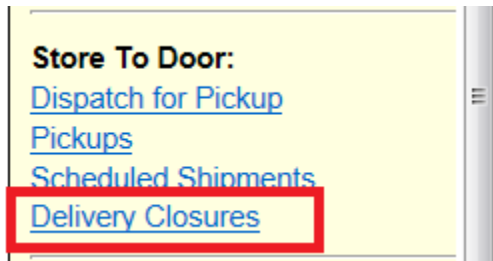 Store To Door:
Dispatch for Pickup
Pickups
Scheduled Shipments
Delivery Closures